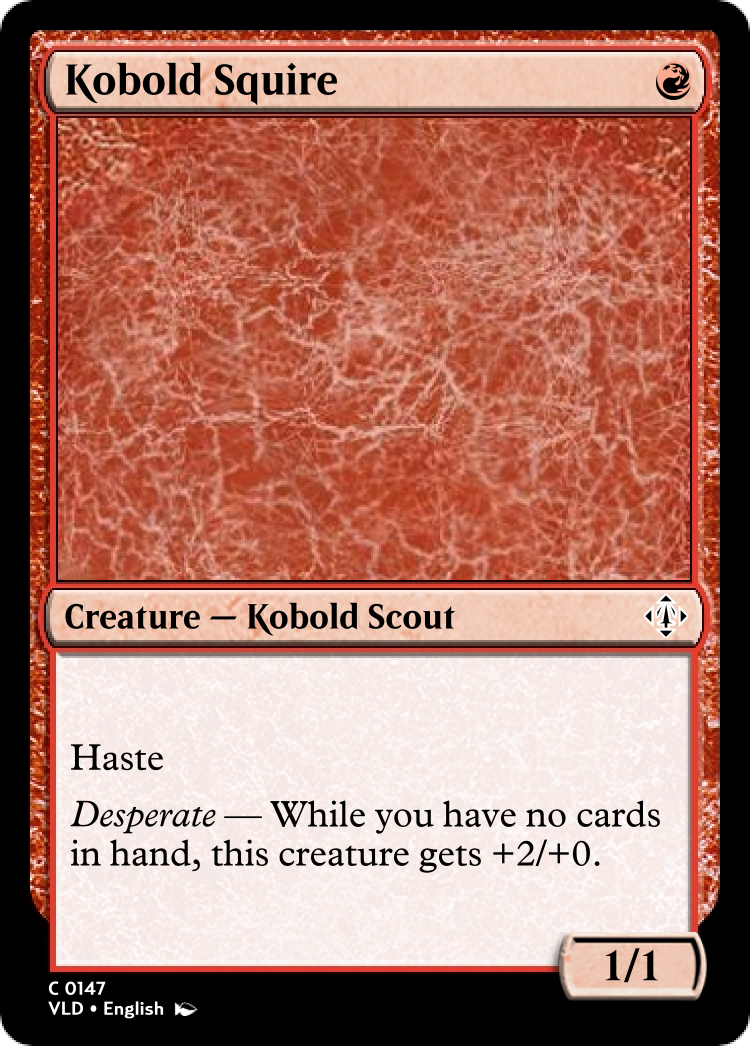 Kobold Squire
Creature — Kobold Scout
Haste
Desperate — While you have no cards
in hand, this creature gets +2/+0.
1/1
C 0147
VLD • English